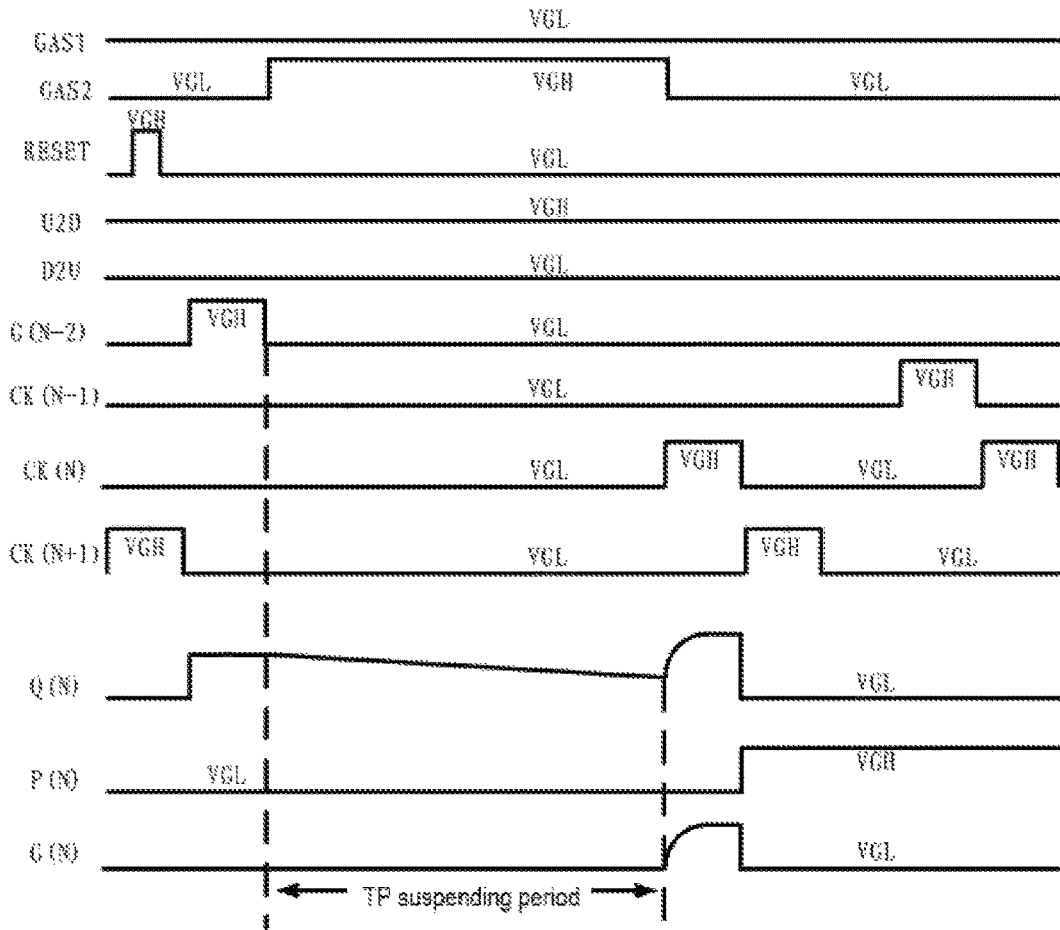 VGL
GAS1
GAS2 VGL VGH VGL
VGH
RESET VGL
U2D VGH
D2U VGL
G(N-2) VGH VGL
CK(N-1) VGL VGH
CK(N) VGL VGH VGL VGH
CK(N+1) VGH VGL VGH VGL
Q(N) VGL
P(N) VGL VGH
G(N) VGL
TP suspending period